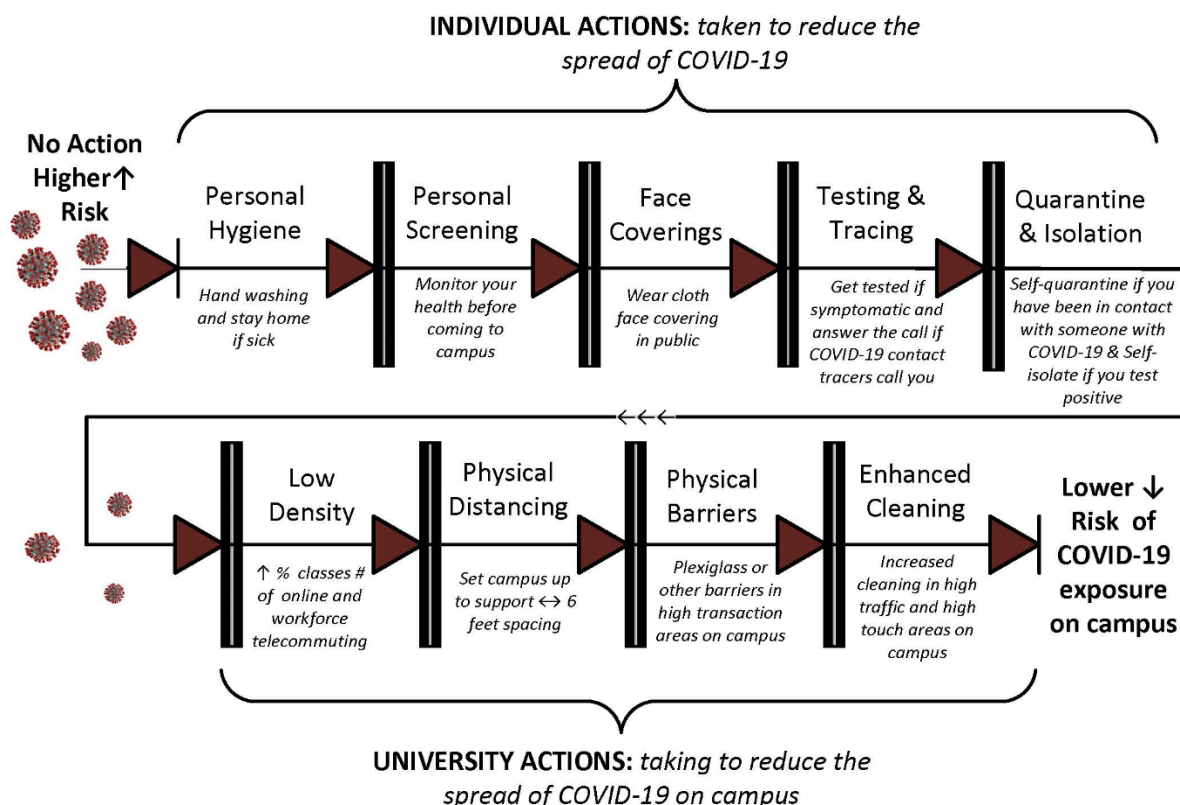 INDIVIDUAL ACTIONS: taken to reduce the
spread of COVID-19
No Action
Higher↑
Risk
Personal
Hygiene
Hand washing
and stay home
if sick
Personal
Screening
Monitor your
health before
coming to
campus
Face
Coverings
Wear cloth
face covering
in public
Testing &
Tracing
Get tested if
symptomatic and
answer the call if
COVID-19 contact
tracers call you
Quarantine
& Isolation
Self-quarantine if you
have been in contact
with someone with
COVID-19 & Self-
isolate if you test
positive
Low
Density
↑ % classes #
of online and
workforce
telecommuting
Physical
Distancing
Set campus up
to support ↔ 6
feet spacing
Physical
Barriers
Plexiglass or
other barriers in
high transaction
areas on campus
Enhanced
Cleaning
Increased
cleaning in high
traffic and high
touch areas on
campus
Lower ↓
Risk of
COVID-19
exposure
on campus
UNIVERSITY ACTIONS: taking to reduce the
spread of COVID-19 on campus